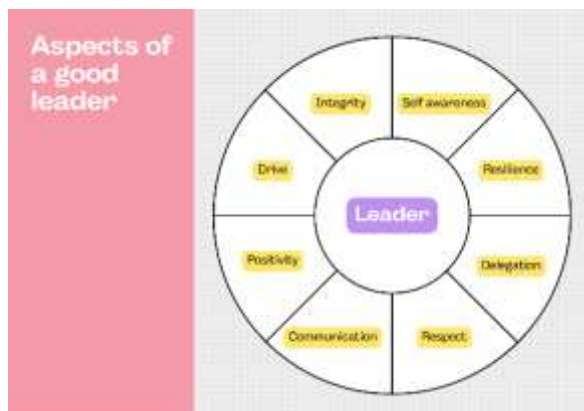 Aspects of
a good
leader
Integrity
Self awareness
Drive
Resilience
Leader
Positivity
Delegation
Communication
Respect